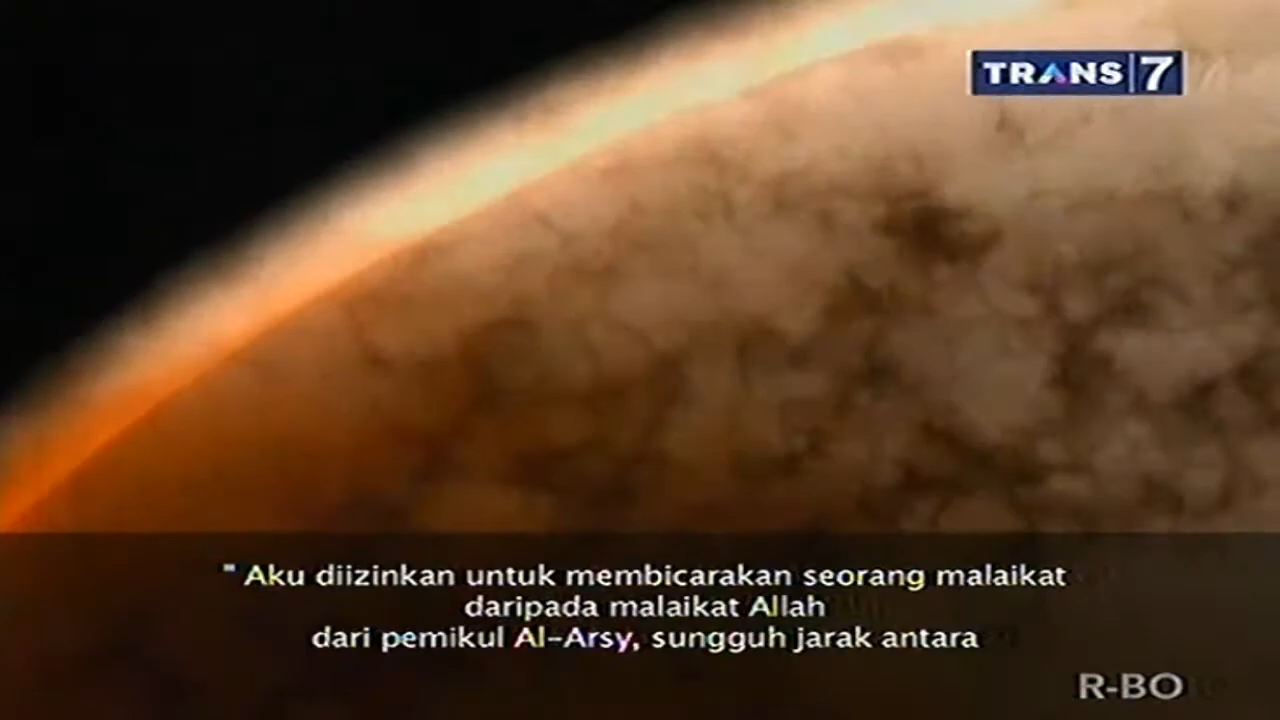 TRANS|7
" Aku diizinkan untuk membicarakan seorang malaikat
daripada malaikat Allah
dari pemikul Al-Arsy, sungguh jarak antara
R-BO